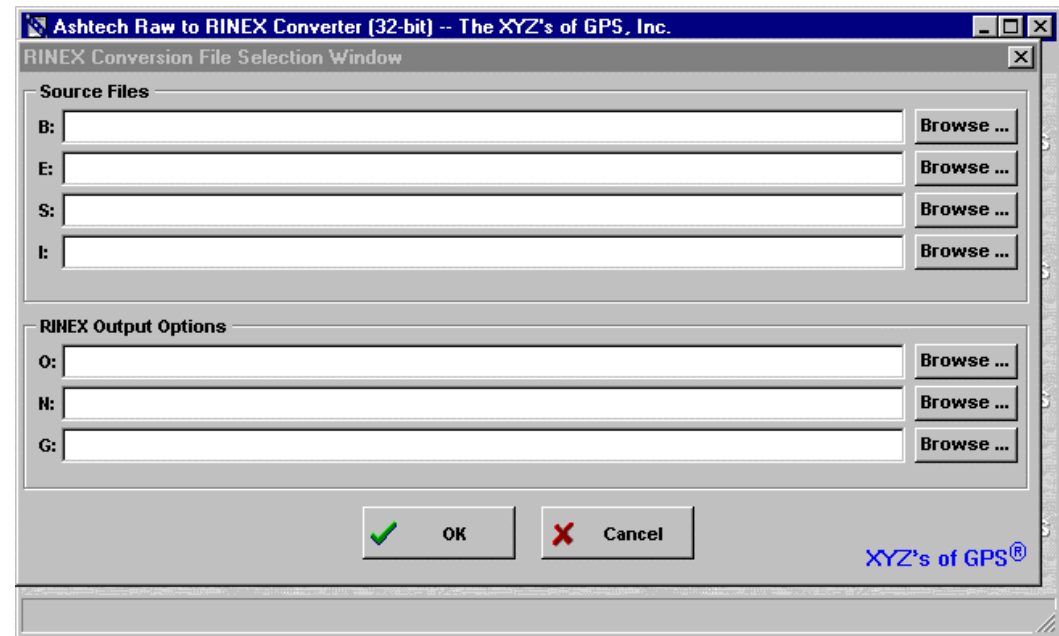 Ashtech Raw to RINEX Converter (32-bit) -- The XYZ's of GPS, Inc.
RINEX Conversion File Selection Window
Source Files
B: Browse ...
E: Browse ...
S: Browse ...
I: Browse ...
RINEX Output Options
O: Browse ...
N: Browse ...
G: Browse ...
OK Cancel
XYZ's of GPS®